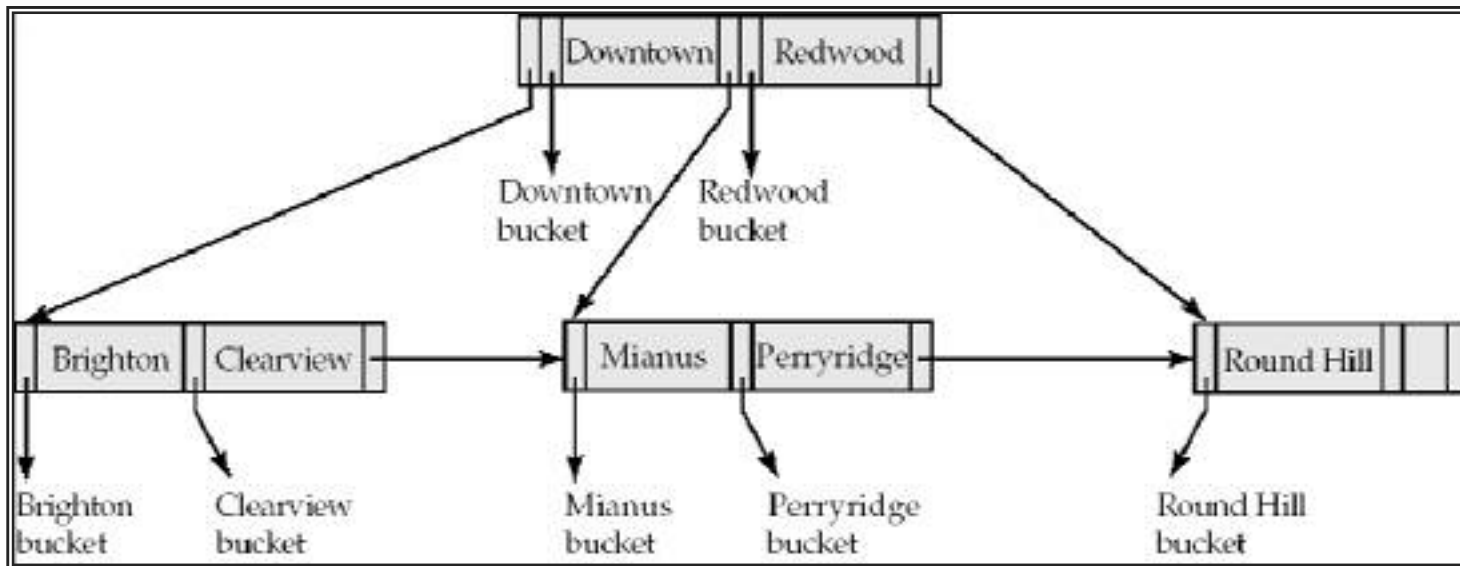 Downtown Redwood
Downtown
bucket
Redwood
bucket
Brighton Clearview
Mianus Perryridge
Round Hill
Brighton
bucket
Clearview
bucket
Mianus
bucket
Perryridge
bucket
Round Hill
bucket